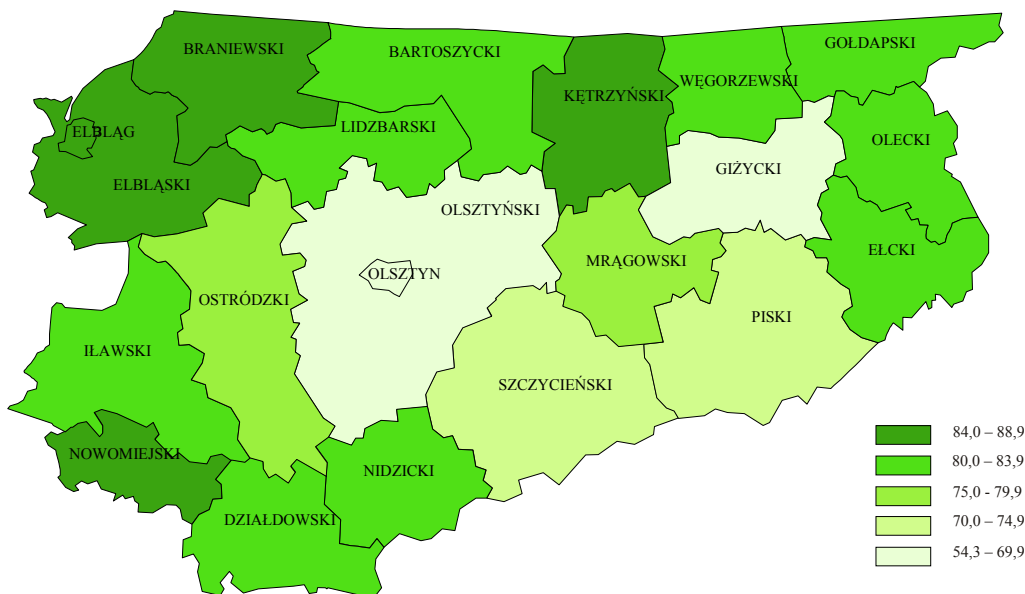 GOŁDAPSKI
BRANIEWSKI
BARTOSZYCKI
WĘGORZEWSKI
KĘTRZYŃSKI
ELBLĄG
LIDZBARSKI
OLECKI
GIŻYCKI
ELBLĄSKI
OLSZTYŃSKI
EŁCKI
MRĄGOWSKI
OLSZTYN
OSTRÓDZKI
PISKI
IŁAWSKI
SZCZYCIEŃSKI
84,0 – 88,9
NOWOMIEJSKI
80,0 – 83,9
NIDZICKI
75,0 - 79,9
DZIAŁDOWSKI
70,0 – 74,9
54,3 – 69,9